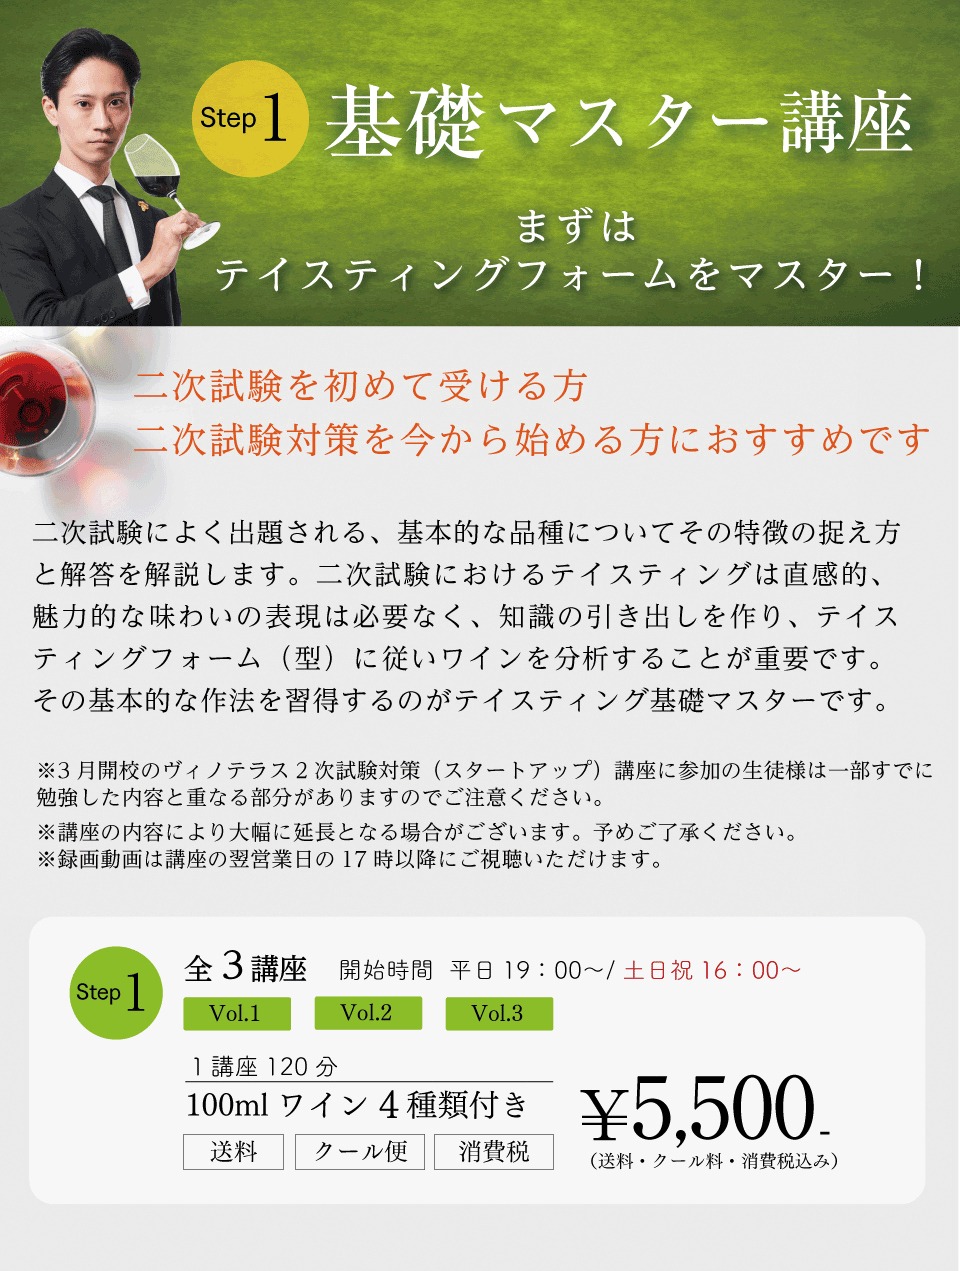 Step 1
基礎マスター講座
まずは
テイスティングフォームをマスター！
二次試験を初めて受ける方
二次試験対策を今から始める方におすすめです
二次試験によく出題される、基本的な品種についてその特徴の捉え方
と解答を解説します。二次試験におけるテイスティングは直感的、
魅力的な味わいの表現は必要なく、知識の引き出しを作り、テイス
ティングフォーム（型）に従いワインを分析することが重要です。
その基本的な作法を習得するのがテイスティング基礎マスターです。
※3 月開校のヴィノテラス 2 次試験対策（スタートアップ）講座に参加の生徒様は一部すでに
勉強した内容と重なる部分がありますのでご注意ください。
※講座の内容により大幅に延長となる場合がございます。予めご了承ください。
※録画動画は講座の翌営業日の 17 時以降にご視聴いただけます。
Step 1
全 3 講座 開始時間 平日 19：00〜/ 土日祝 16：00〜
Vol.1 Vol.2 Vol.3
1 講座 120 分
100ml ワイン 4 種類付き
送料 クール便 消費税
¥5,500-
（送料・クール料・消費税込み）